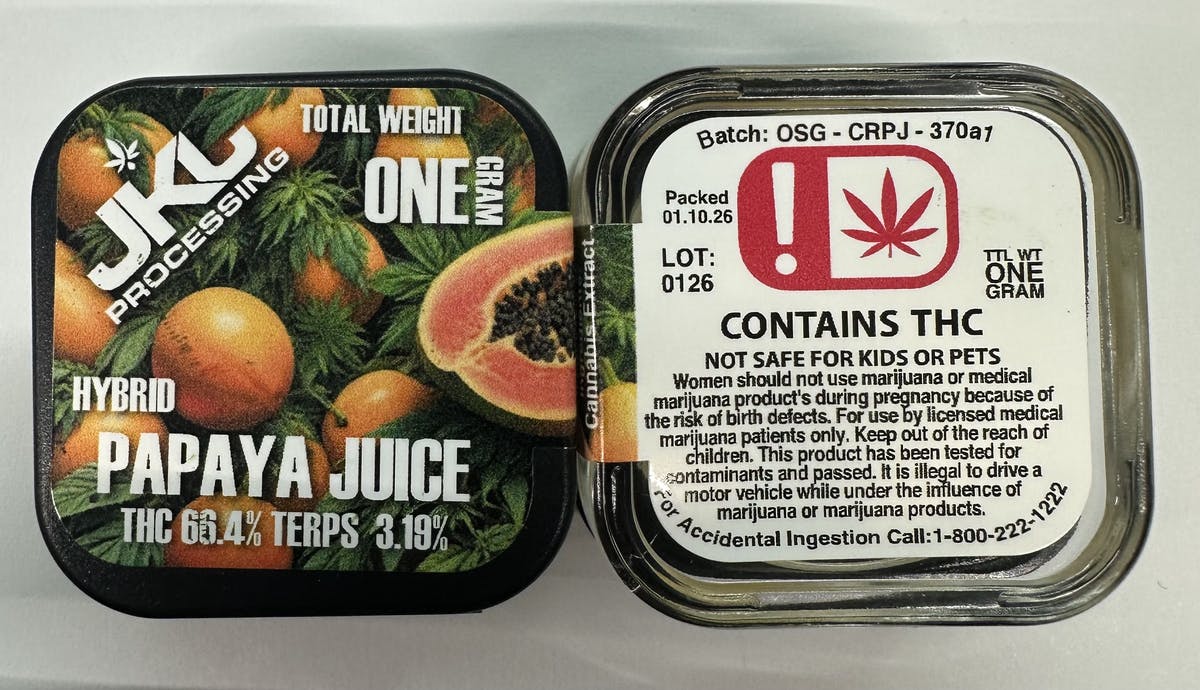 JKL
PROCESSING
TOTAL WEIGHT
ONE
GRAM
HYBRID
PAPAYA JUICE
THC 6.4% TERPS 3.19%
Cannabis Extract
Batch: OSG - CRPJ - 370a1
Packed
01.10.26
LOT:
0126
!
TTL WT
ONE
GRAM
CONTAINS THC
NOT SAFE FOR KIDS OR PETS
Women should not use marijuana or medical
marijuana product's during pregnancy because of
the risk of birth defects. For use by licensed medical
marijuana patients only. Keep out of the reach of
children. This product has been tested for
contaminants and passed. It is illegal to drive a
motor vehicle while under the influence of
marijuana or marijuana products.
For Accidental Ingestion Call:1-800-222-1222